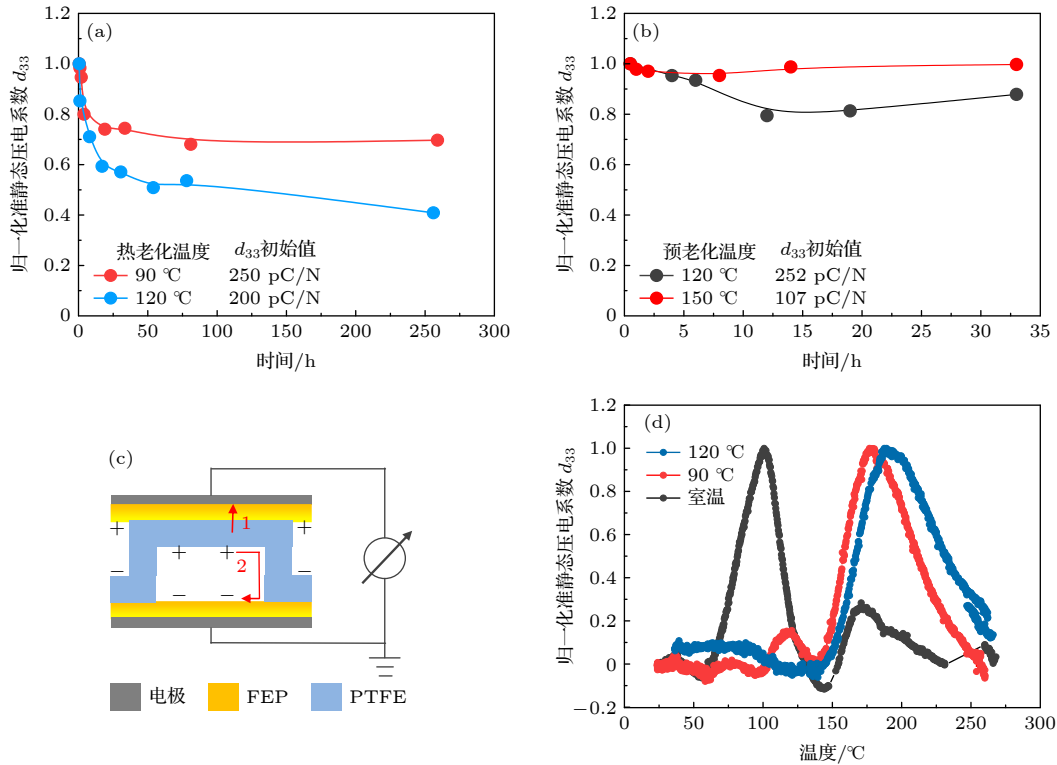 (a)
归一化准静态压电系数 d33
1.2
1.0
0.8
0.6
0.4
0.2
0
热老化温度 d33初始值
90 ℃ 250 pC/N
120 ℃ 200 pC/N
0 50 100 150 200 250 300
时间/h
(b)
归一化准静态压电系数 d33
1.2
1.0
0.8
0.6
0.4
0.2
0
预老化温度 d33初始值
120 ℃ 252 pC/N
150 ℃ 107 pC/N
0 5 10 15 20 25 30 35
时间/h
(c)
+ 1 +
+ +
2
− − − −
电极 FEP PTFE
(d)
归一化准静态压电系数 d33
1.2
1.0
0.8
0.6
0.4
0.2
0
−0.2
120 ℃
90 ℃
室温
0 50 100 150 200 250 300
温度/℃